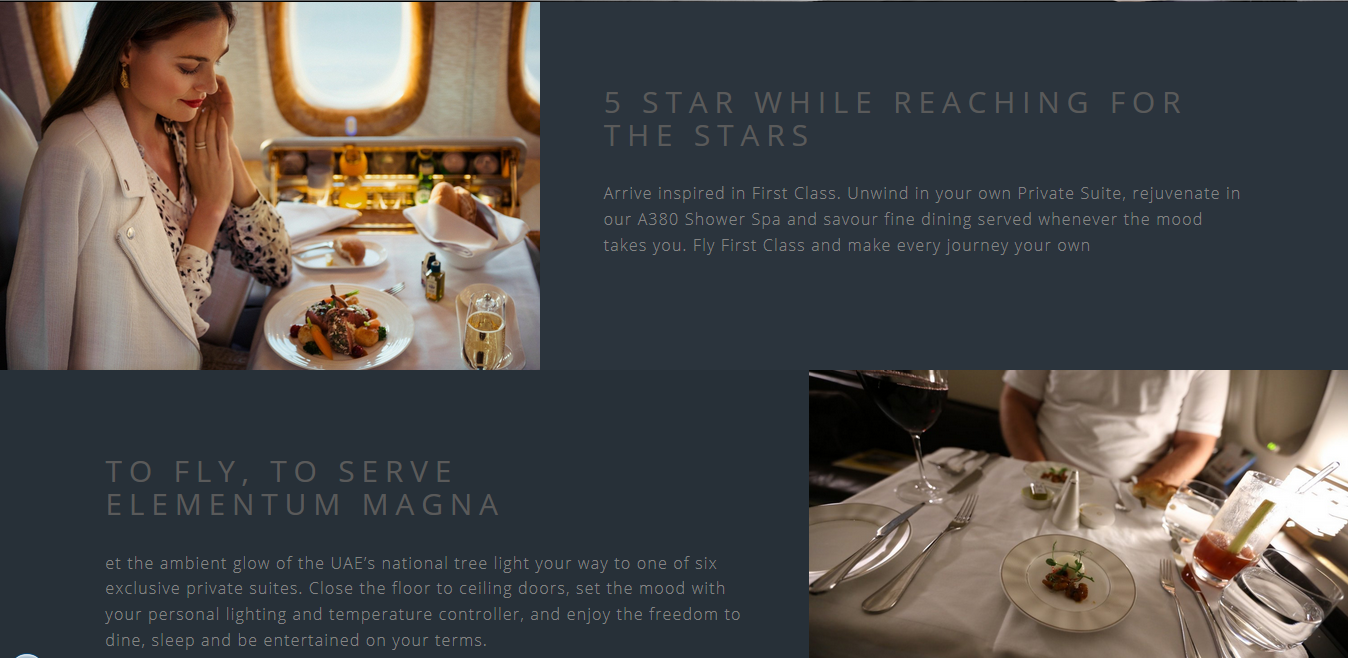 5 STAR WHILE REACHING FOR
THE STARS
Arrive inspired in First Class. Unwind in your own Private Suite, rejuvenate in
our A380 Shower Spa and savour fine dining served whenever the mood
takes you. Fly First Class and make every journey your own
TO FLY, TO SERVE
ELEMENTUM MAGNA
et the ambient glow of the UAE’s national tree light your way to one of six
exclusive private suites. Close the floor to ceiling doors, set the mood with
your personal lighting and temperature controller, and enjoy the freedom to
dine, sleep and be entertained on your terms.